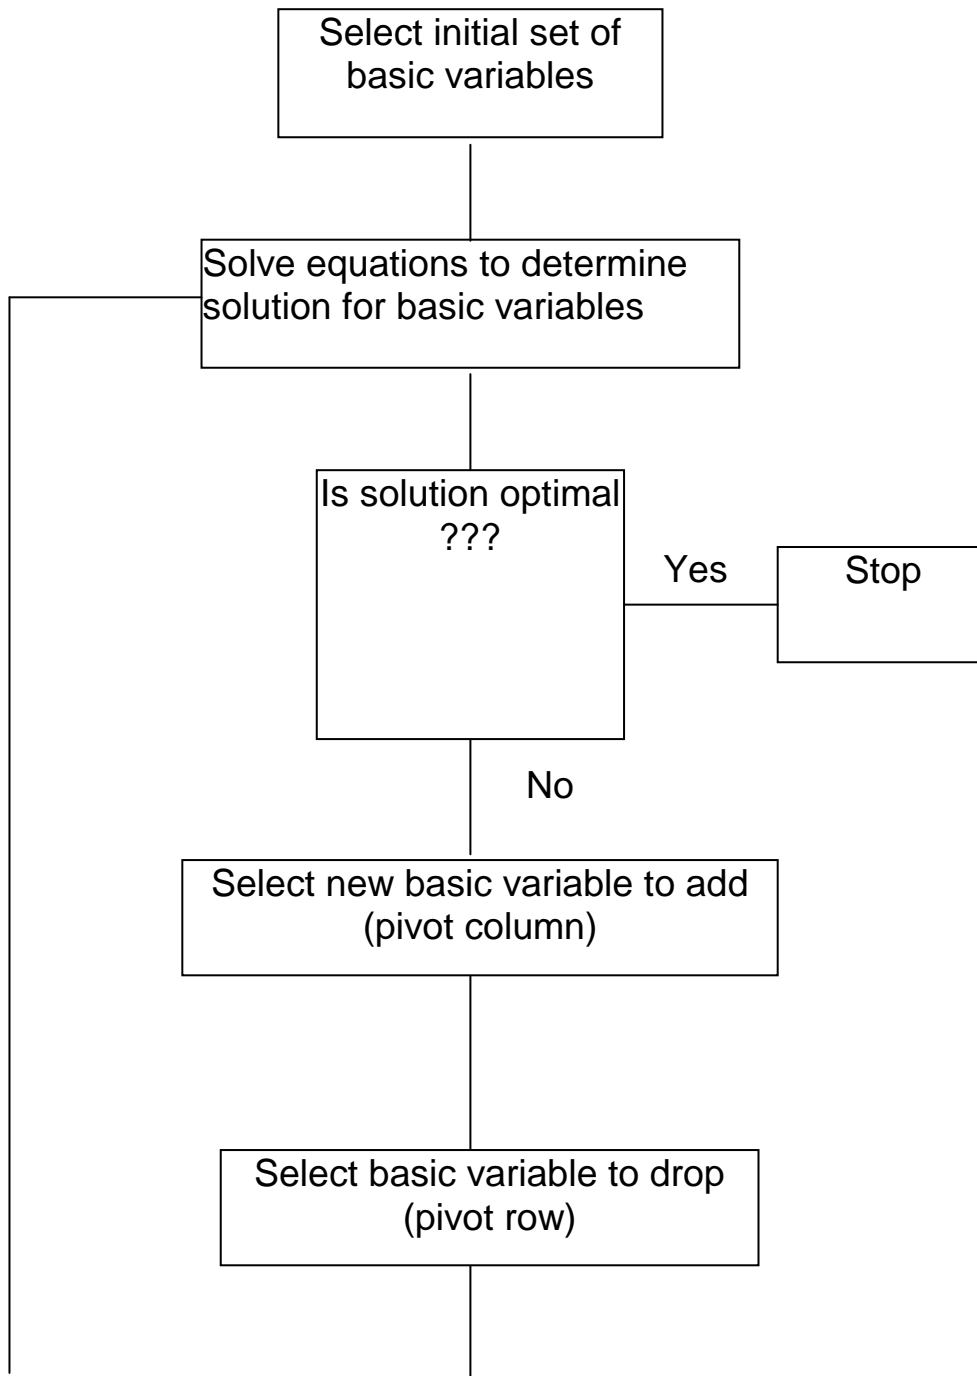 Select initial set of
basic variables
Solve equations to determine
solution for basic variables
Is solution optimal
???
Yes
Stop
No
Select new basic variable to add
(pivot column)
Select basic variable to drop
(pivot row)